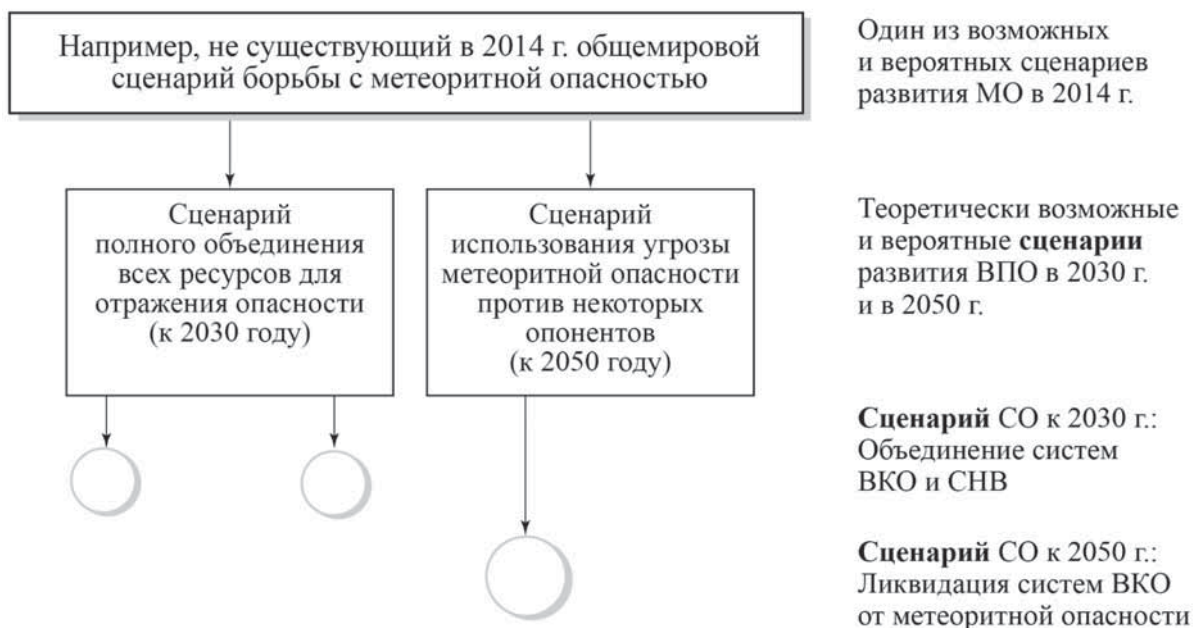 Например, не существующий в 2014 г. общемировой
сценарий борьбы с метеоритной опасностью
Один из возможных
и вероятных сценариев
развития МО в 2014 г.
Сценарий
полного объединения
всех ресурсов для
отражения опасности
(к 2030 году)
Сценарий
использования угрозы
метеоритной опасности
против некоторых
опонентов
(к 2050 году)
Теоретически возможные
и вероятные сценарии
развития ВПО в 2030 г.
и в 2050 г.
Сценарий СО к 2030 г.:
Объединение систем
ВКО и СНВ
Сценарий СО к 2050 г.:
Ликвидация систем ВКО
от метеоритной опасности